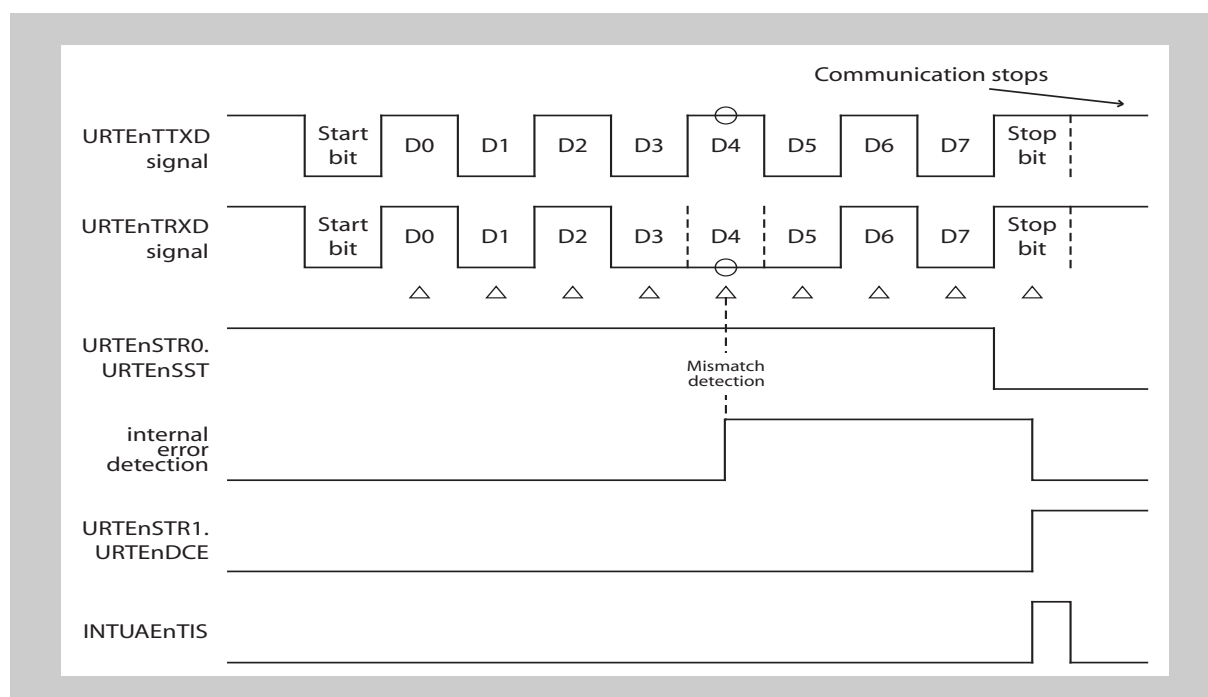 Communication stops
URTEnTTXD
signal
Start
bit
D0
D1
D2
D3
D4
D5
D6
D7
Stop
bit
URTEnTRXD
signal
Start
bit
D0
D1
D2
D3
D4
D5
D6
D7
Stop
bit
URTEnSTR0.
URTEnSST
Mismatch
detection
internal
error
detection
URTEnSTR1.
URTEnDCE
INTUAEnTIS